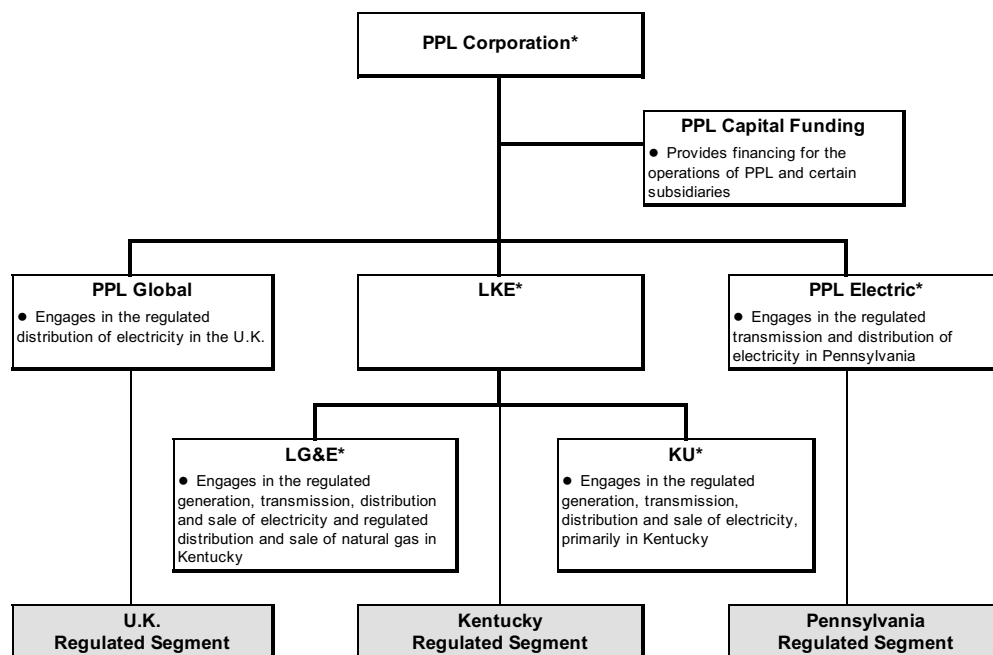 PPL Corporation*
PPL Capital Funding
● Provides financing for the
operations of PPL and certain
subsidiaries
PPL Global
● Engages in the regulated
distribution of electricity in the U.K.
LKE*
PPL Electric*
● Engages in the regulated
transmission and distribution of
electricity in Pennsylvania
LG&E*
● Engages in the regulated
generation, transmission, distribution
and sale of electricity and regulated
distribution and sale of natural gas in
Kentucky
KU*
● Engages in the regulated
generation, transmission,
distribution and sale of electricity,
primarily in Kentucky
U.K.
Regulated Segment
Kentucky
Regulated Segment
Pennsylvania
Regulated Segment